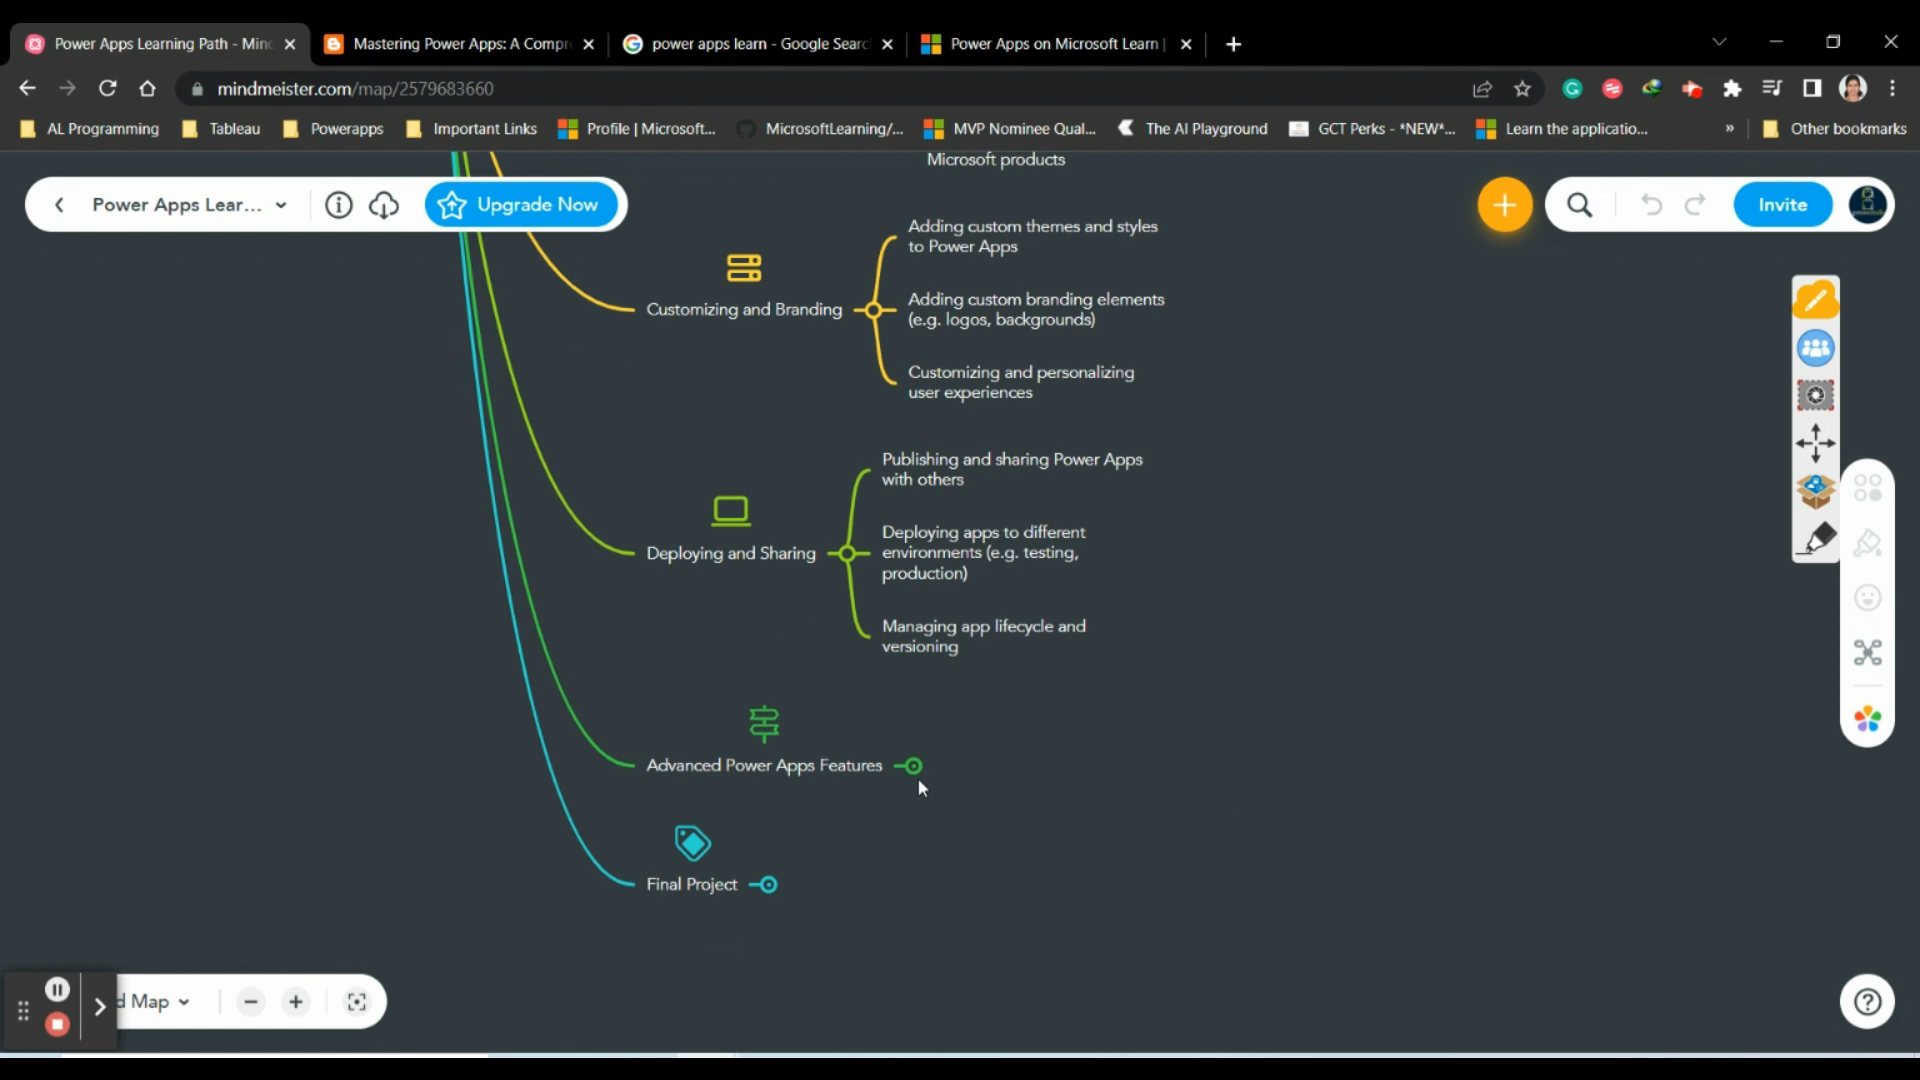 Power Apps Learning Path - Min
Mastering Power Apps: A Compr
power apps learn - Google Searc
Power Apps on Microsoft Learn |
mindmeister.com/map/2579683660
AL Programming
Tableau
Powerapps
Important Links
Profile | Microsoft...
MicrosoftLearning/...
MVP Nominee Qual...
The AI Playground
GCT Perks - *NEW*...
Learn the applicatio...
»
Other bookmarks
Microsoft products
Power Apps Lear...
Upgrade Now
Invite
Adding custom themes and styles
to Power Apps
Customizing and Branding
Adding custom branding elements
(e.g. logos, backgrounds)
Customizing and personalizing
user experiences
Publishing and sharing Power Apps
with others
Deploying and Sharing
Deploying apps to different
environments (e.g. testing,
production)
Managing app lifecycle and
versioning
Advanced Power Apps Features
Final Project
d Map